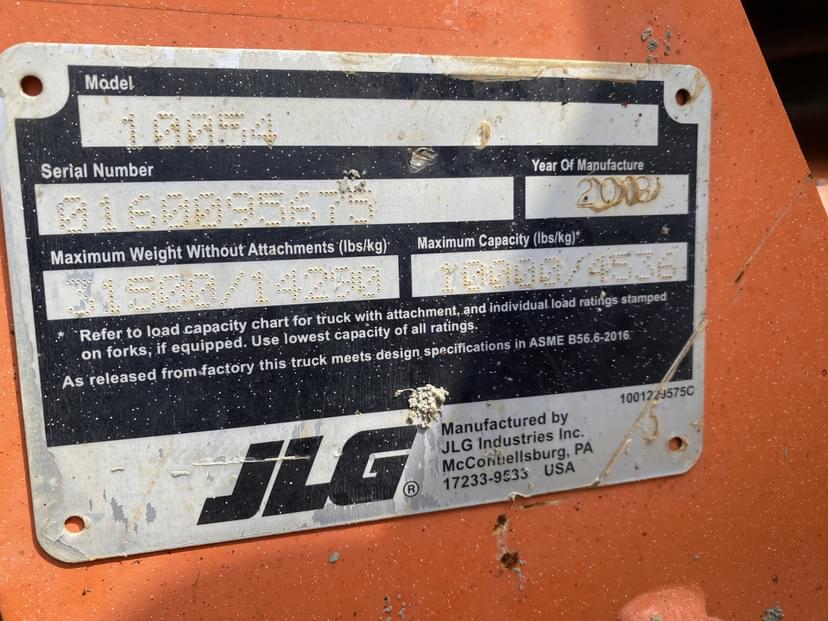 Model
10054
Serial Number
0160095675
Year Of Manufacture
Maximum Weight Without Attachments (lbs/kg)
31500/14290
Maximum Capacity (lbs/kg)*
10000/4536
* Refer to load capacity chart for truck with attachment, and individual load ratings stamped
on forks, if equipped. Use lowest capacity of all ratings.
As released from factory this truck meets design specifications in ASME B56.6-2016
1001229575C
JLG®
Manufactured by
JLG Industries Inc.
McConnellsburg, PA
17233-9533 USA